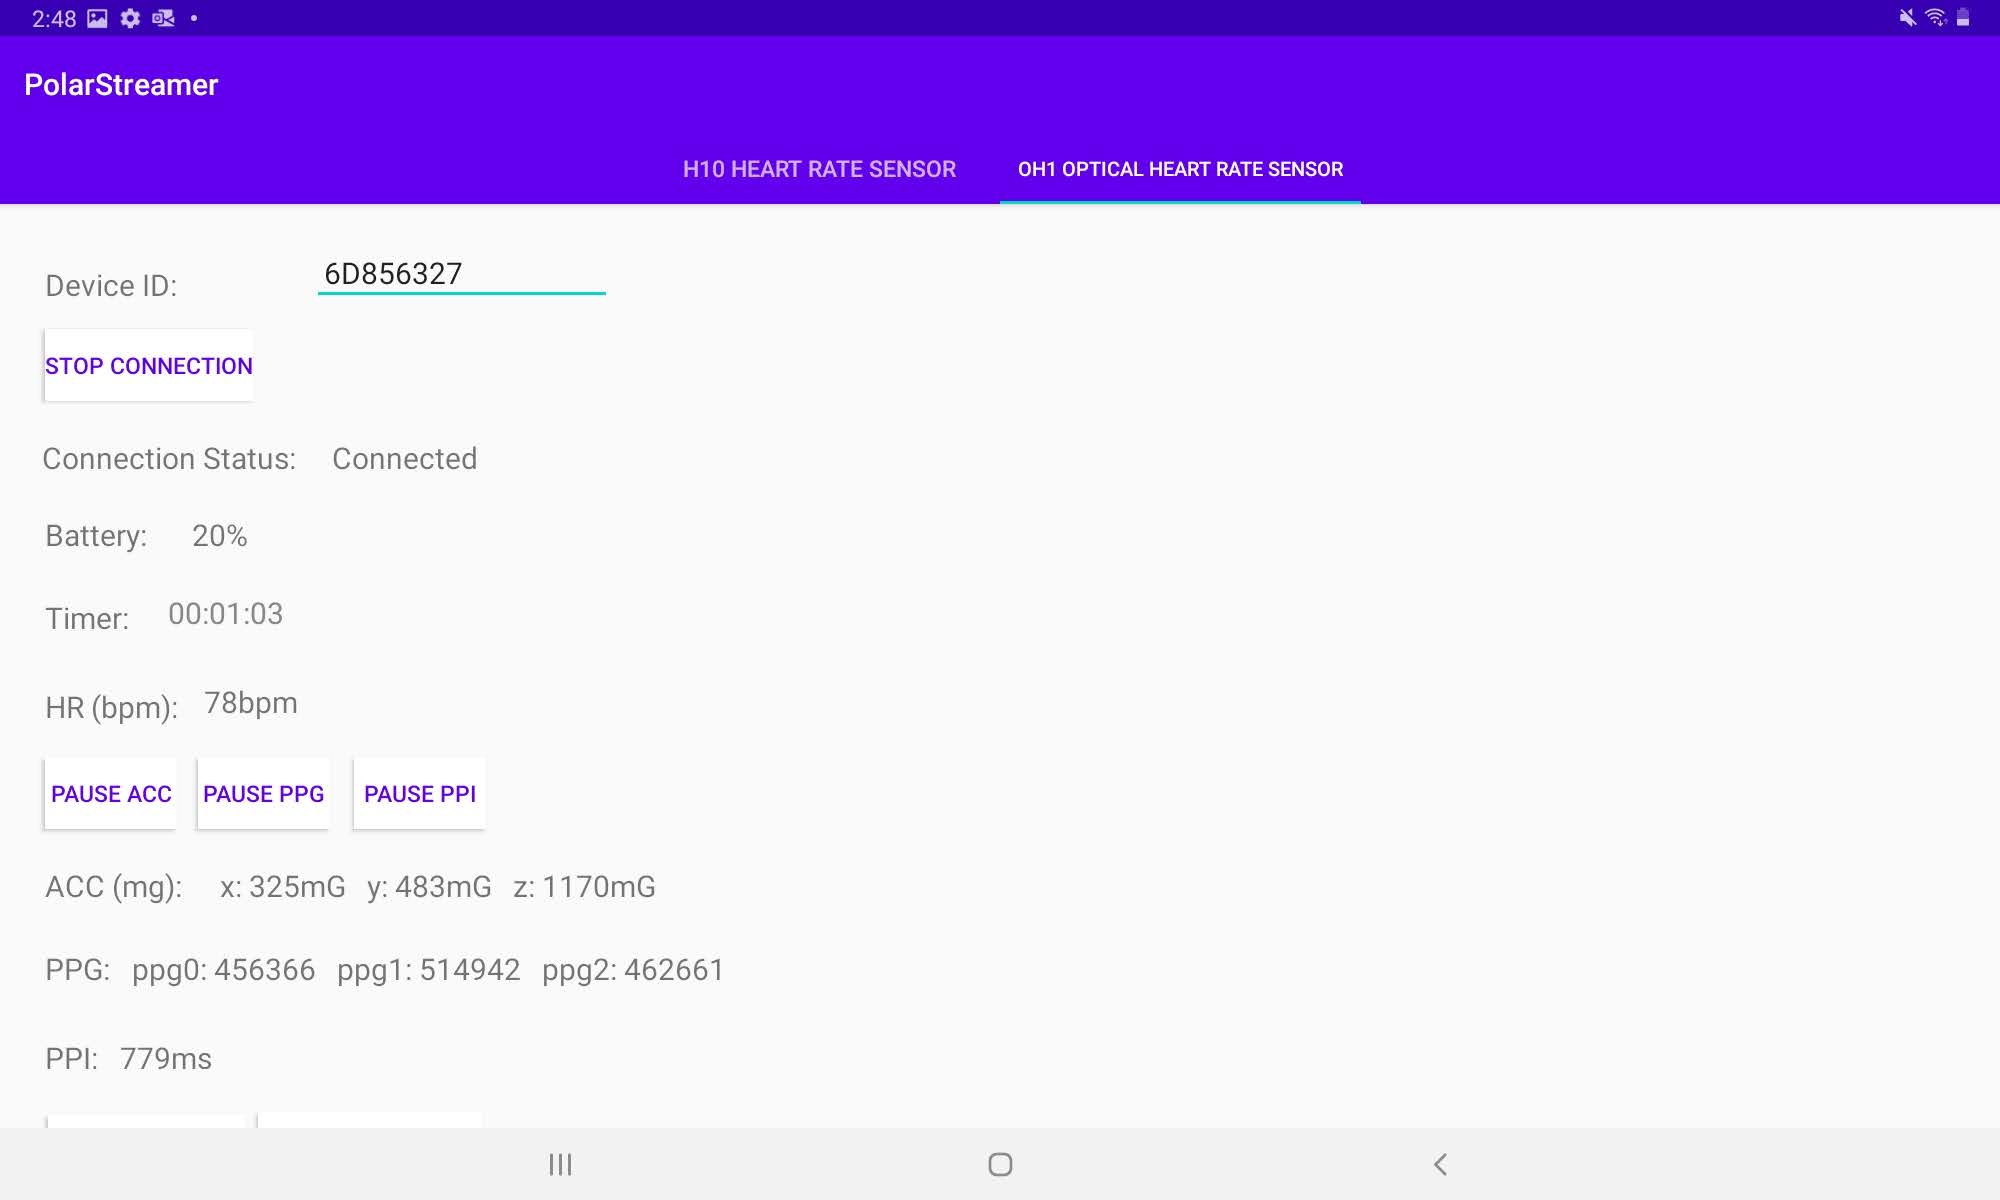 2:48
PolarStreamer
H10 HEART RATE SENSOR OH1 OPTICAL HEART RATE SENSOR
Device ID: 6D856327
STOP CONNECTION
Connection Status: Connected
Battery: 20%
Timer: 00:01:03
HR (bpm): 78bpm
PAUSE ACC PAUSE PPG PAUSE PPI
ACC (mg): x: 325mG y: 483mG z: 1170mG
PPG: ppg0: 456366 ppg1: 514942 ppg2: 462661
PPI: 779ms